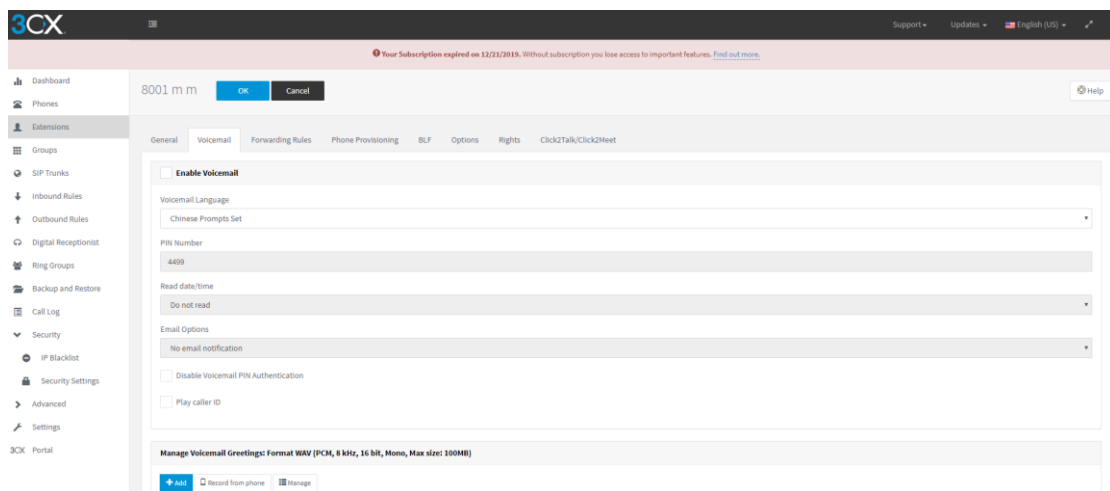 3CX
Support
Updates
English (US)
Your Subscription expired on 12/21/2019. Without subscription you lose access to important features. Find out more.
Dashboard
Phones
Extensions
Groups
SIP Trunks
Inbound Rules
Outbound Rules
Digital Receptionist
Ring Groups
Backup and Restore
Call Log
Security
IP Blacklist
Security Settings
Advanced
Settings
3CX Portal
8001 m m OK Cancel
Help
General Voicemail Forwarding Rules Phone Provisioning BLF Options Rights Click2Talk/Click2Meet
Enable Voicemail
Voicemail Language
Chinese Prompts Set
PIN Number
4499
Read date/time
Do not read
Email Options
No email notification
Disable Voicemail PIN Authentication
Play caller ID
Manage Voicemail Greetings: Format WAV (PCM, 8 kHz, 16 bit, Mono, Max size: 100MB)
+ Add Record from phone Manage